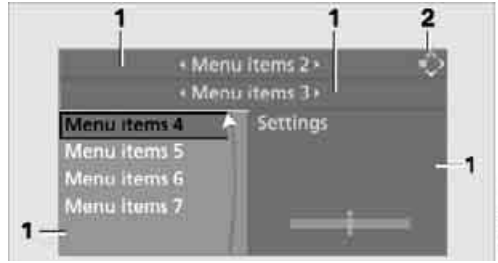 1 1 2
‹ Menu items 2 ›
‹ Menu items 3 ›
Menu items 4 Settings
Menu items 5
Menu items 6
1
Menu items 7
1